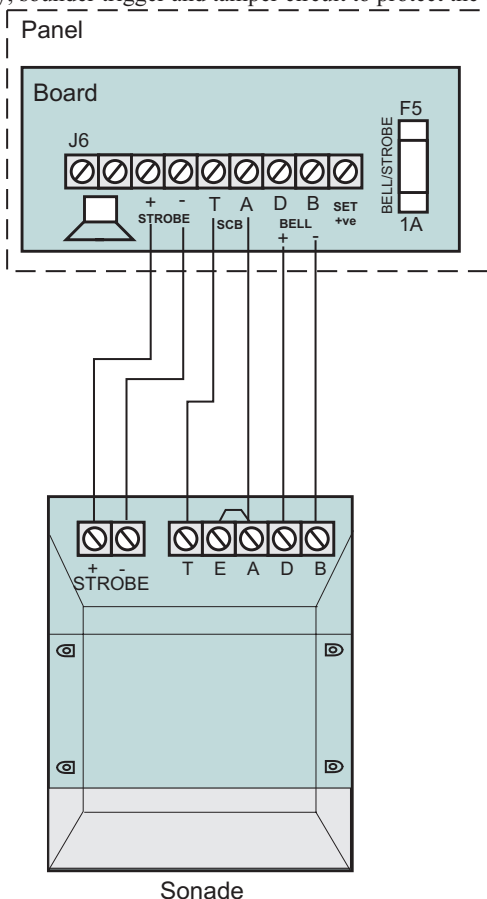 y, sounder trigger and tamper circuit to protect the
Panel
Board
F5
J6
BELL/STROBE
+ - T A D B SET
STROBE SCB BELL +ve
+ -
1A
+ - T E A D B
STROBE
Sonade